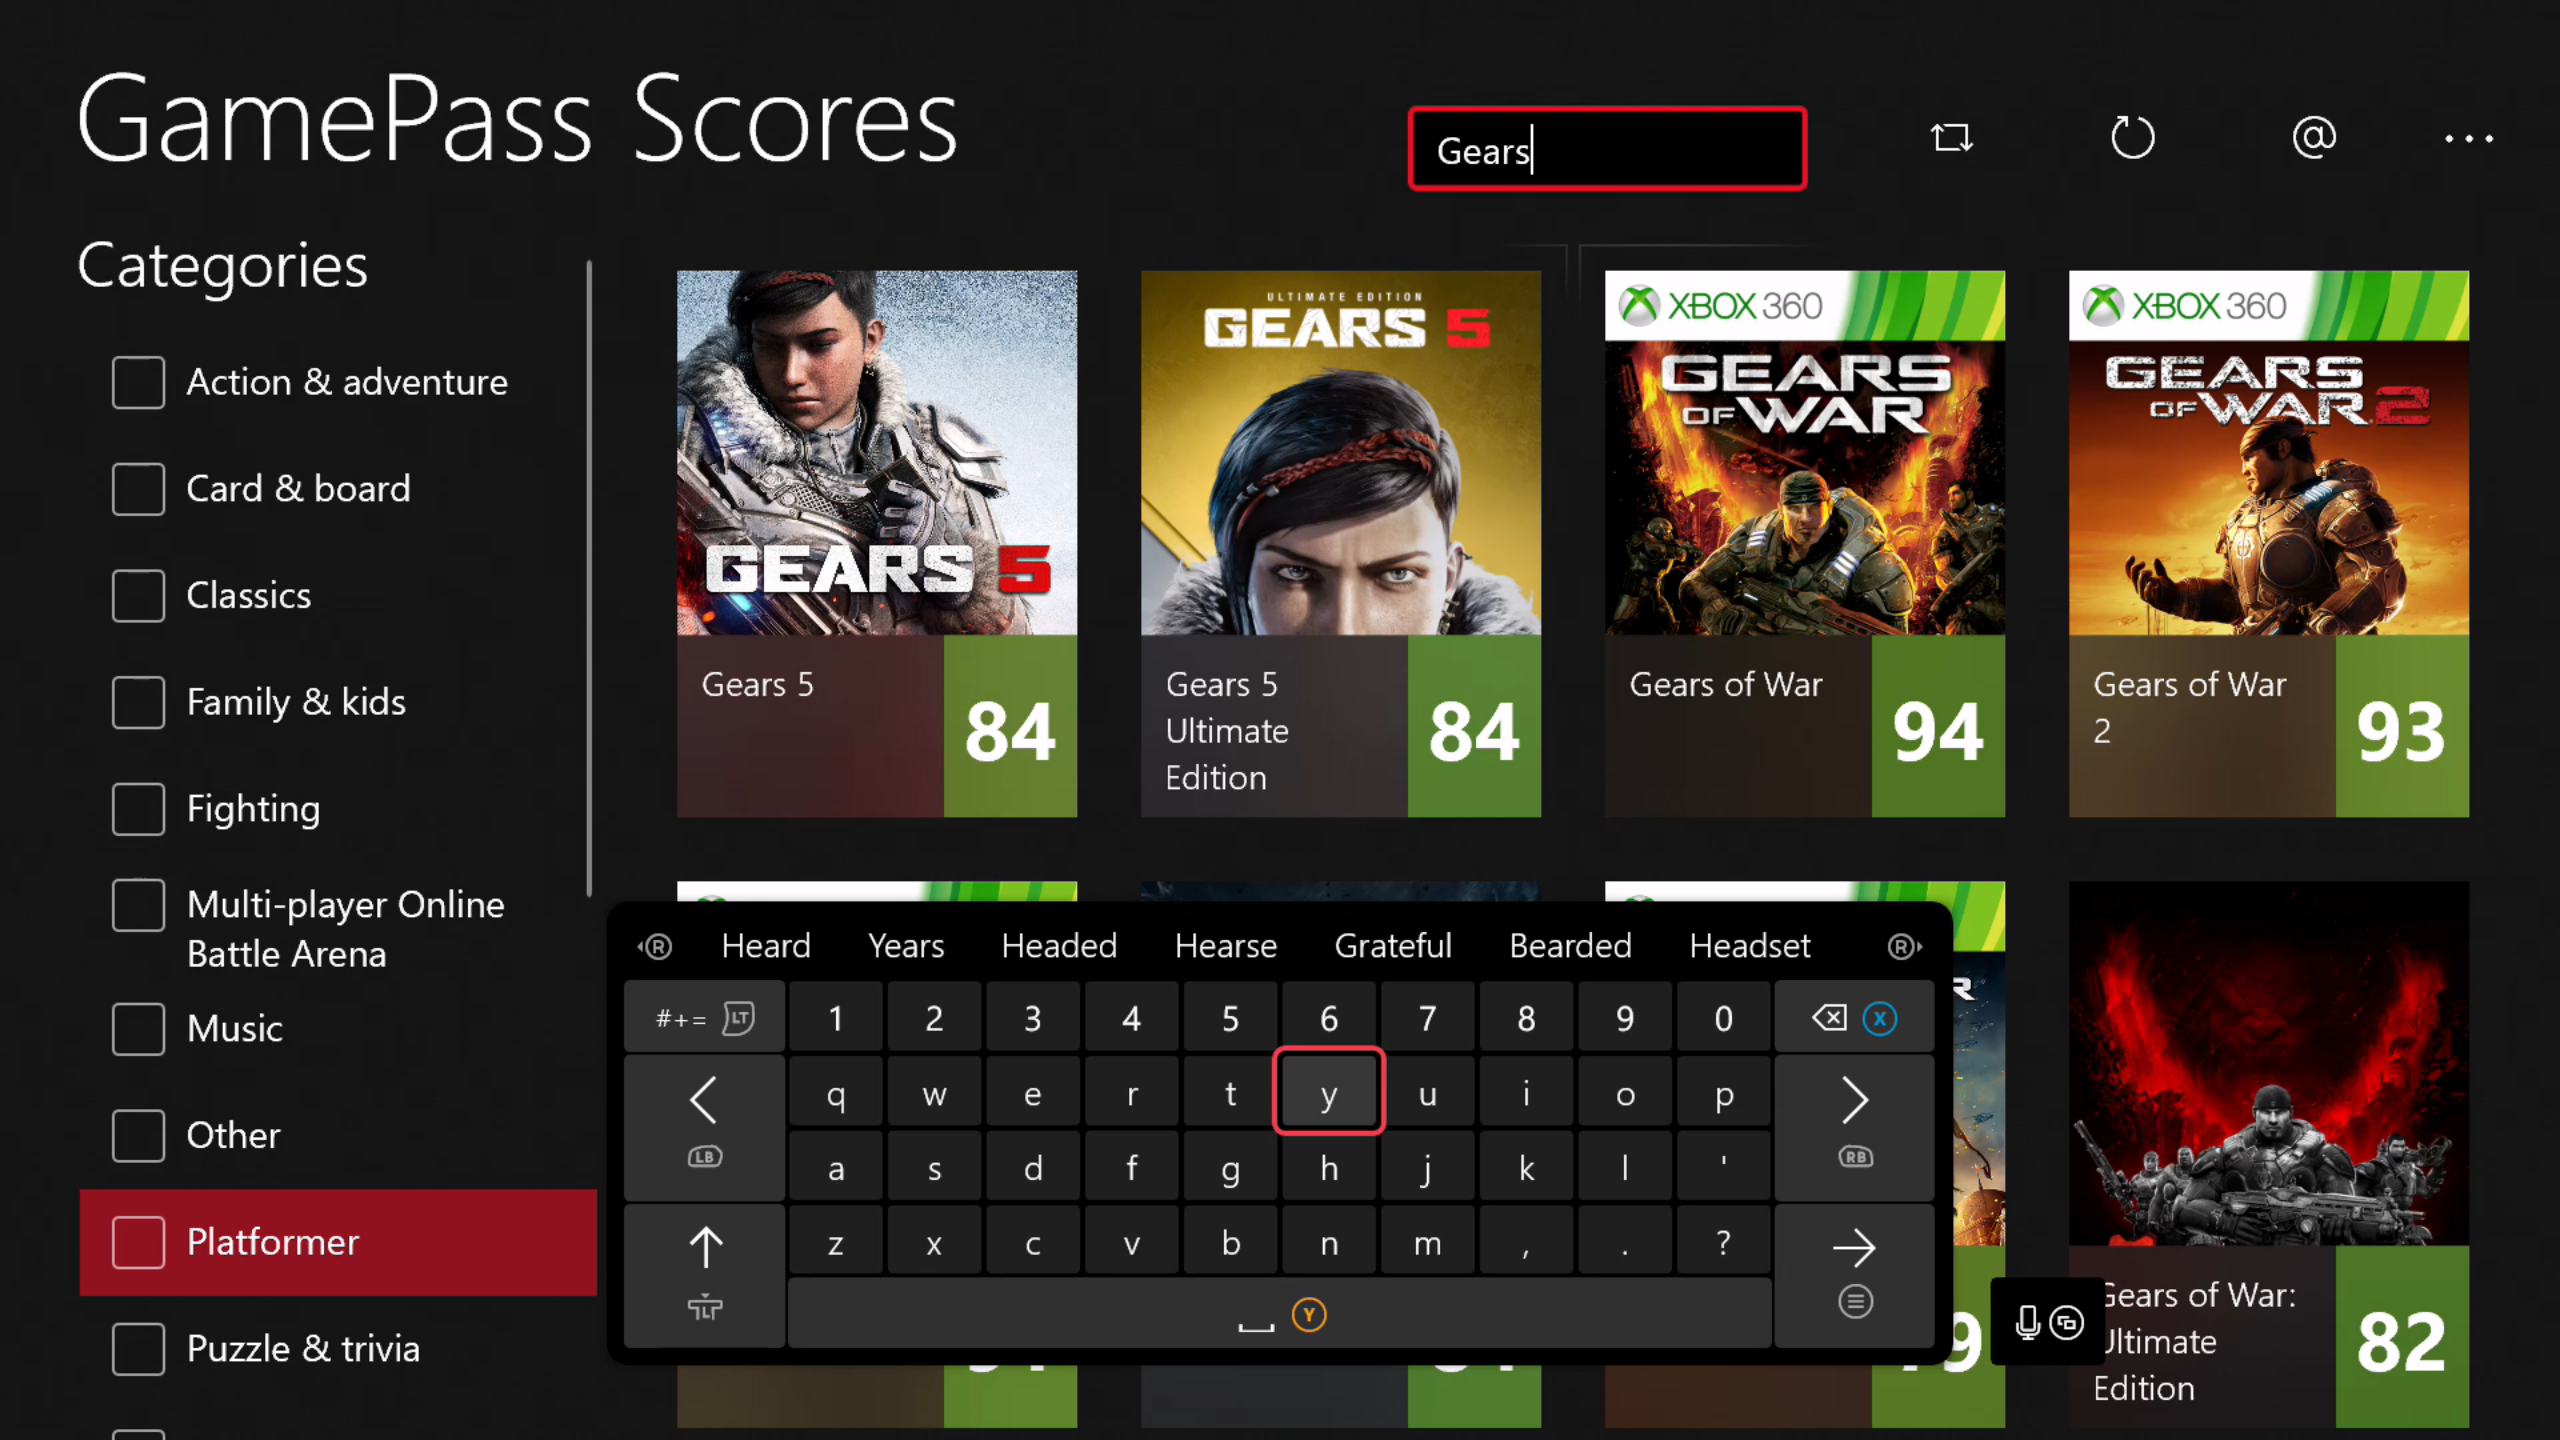 GamePass Scores
Gears
Categories
Action & adventure
Card & board
Classics
Family & kids
Fighting
Multi-player Online
Battle Arena
Music
Other
Platformer
Puzzle & trivia
GEARS 5
Gears 5
84
ULTIMATE EDITION
GEARS 5
Gears 5
Ultimate
Edition
84
XBOX 360
GEARS
OF WAR
Gears of War
94
XBOX 360
GEARS
OF WAR 2
Gears of War
2
93
Heard Years Headed Hearse Grateful Bearded Headset
#+= LT 1 2 3 4 5 6 7 8 9 0 X
q w e r t y u i o p
LB a s d f g h j k l ' RB
z x c v b n m , . ?
Y
Gears of War:
Ultimate
Edition
82